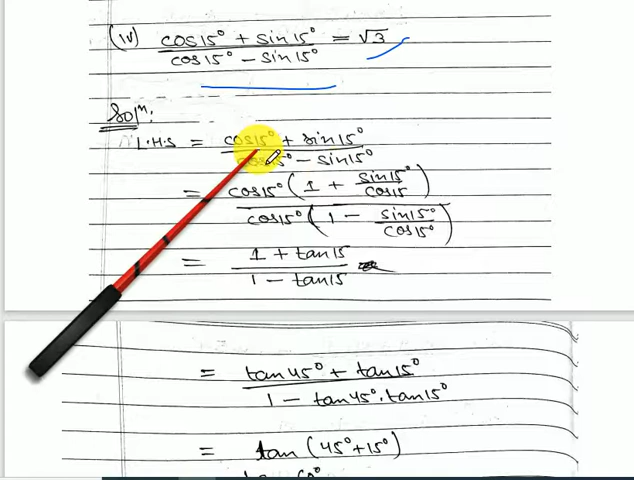 (iv) cos15° + sin15° / cos15° - sin15° = √3
Sol^n:
L.H.S = cos15° + sin15° / cos15° - sin15°
= cos15° (1 + sin15° / cos15) / cos15° (1 - sin15° / cos15°)
= 1 + tan15 / 1 - tan15
= tan45° + tan15° / 1 - tan45°.tan15°
= tan (45° + 15°)